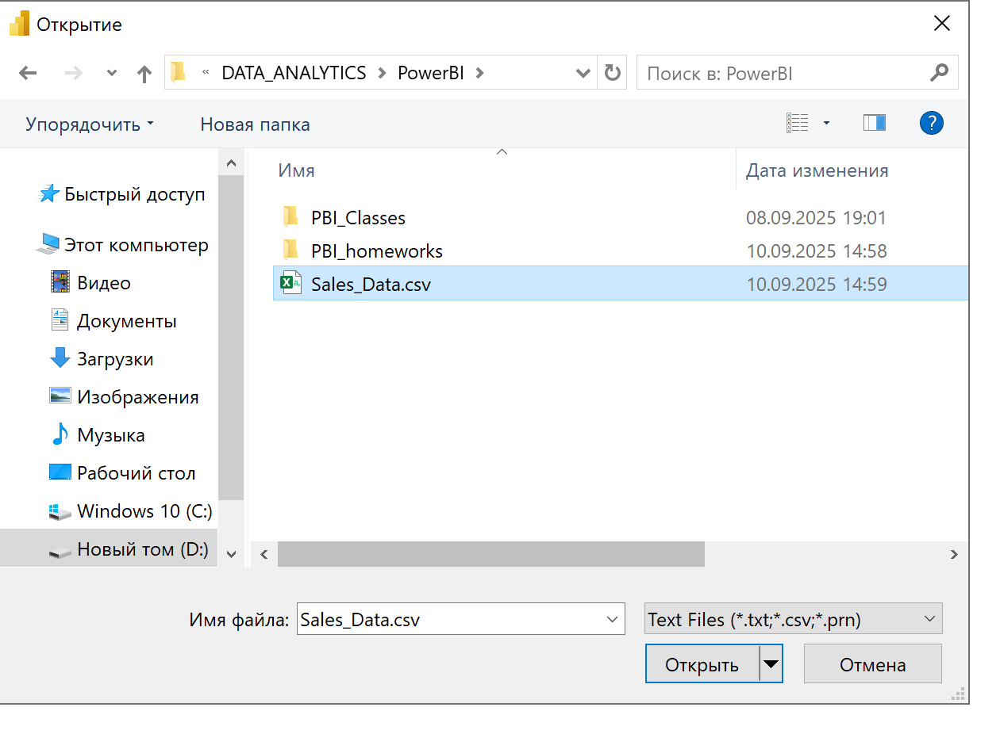 Открытие
« DATA_ANALYTICS > PowerBI >
Поиск в: PowerBI
Упорядочить
Новая папка
?
Быстрый доступ
Этот компьютер
Видео
Документы
Загрузки
Изображения
Музыка
Рабочий стол
Windows 10 (C:)
Новый том (D:)
Имя
Дата изменения
PBI_Classes
08.09.2025 19:01
PBI_homeworks
10.09.2025 14:58
Sales_Data.csv
10.09.2025 14:59
Имя файла:
Sales_Data.csv
Text Files (*.txt;*.csv;*.prn)
Открыть
Отмена